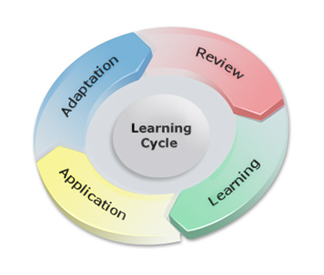 Adaptation
Review
Learning
Cycle
Application
Learning